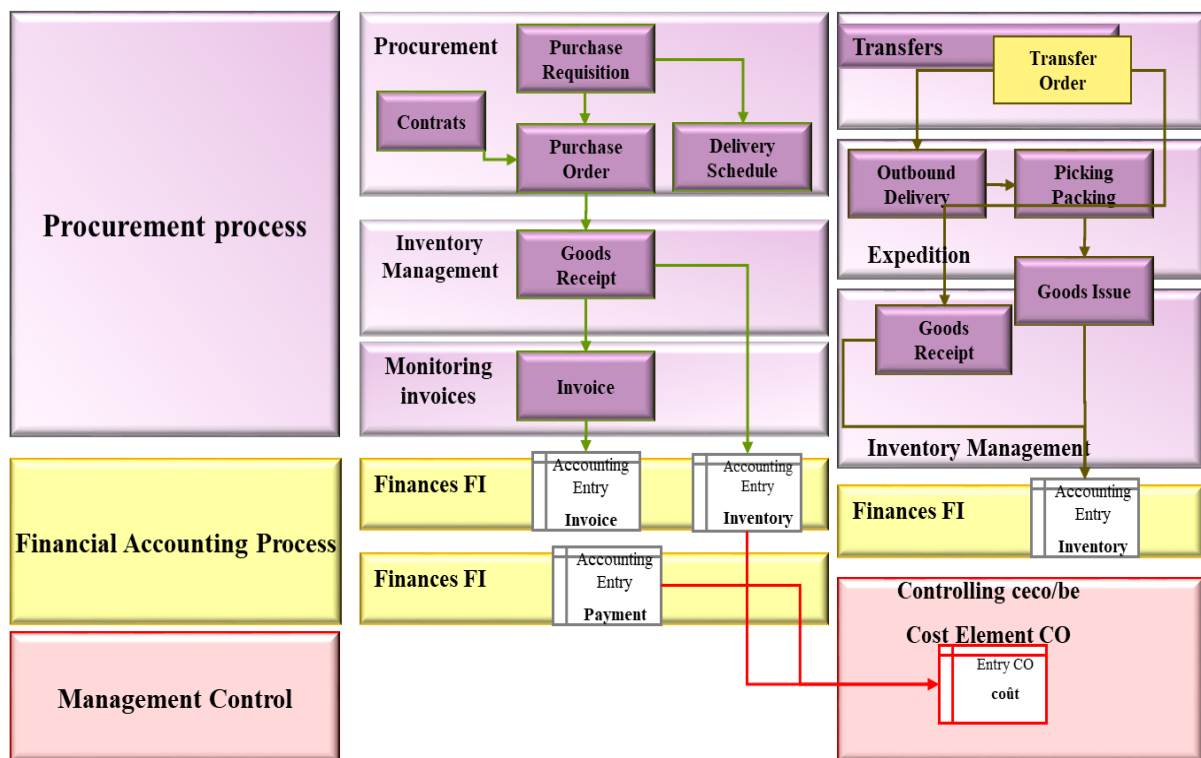 Procurement process
Financial Accounting Process
Management Control
Procurement
Purchase
Requisition
Contrats
Purchase
Order
Delivery
Schedule
Inventory
Management
Goods
Receipt
Monitoring
invoices
Invoice
Finances FI
Accounting
Entry
Invoice
Accounting
Entry
Inventory
Finances FI
Accounting
Entry
Payment
Transfers
Transfer
Order
Outbound
Delivery
Picking
Packing
Expedition
Goods Issue
Goods
Receipt
Inventory Management
Finances FI
Accounting
Entry
Inventory
Controlling ceco/be
Cost Element CO
Entry CO
coût